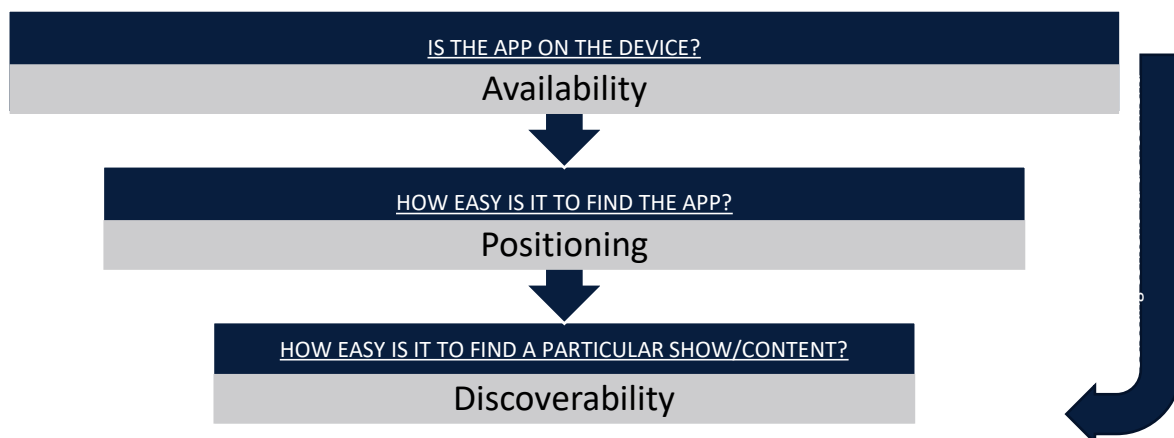 IS THE APP ON THE DEVICE?
Availability
HOW EASY IS IT TO FIND THE APP?
Positioning
HOW EASY IS IT TO FIND A PARTICULAR SHOW/CONTENT?
Discoverability